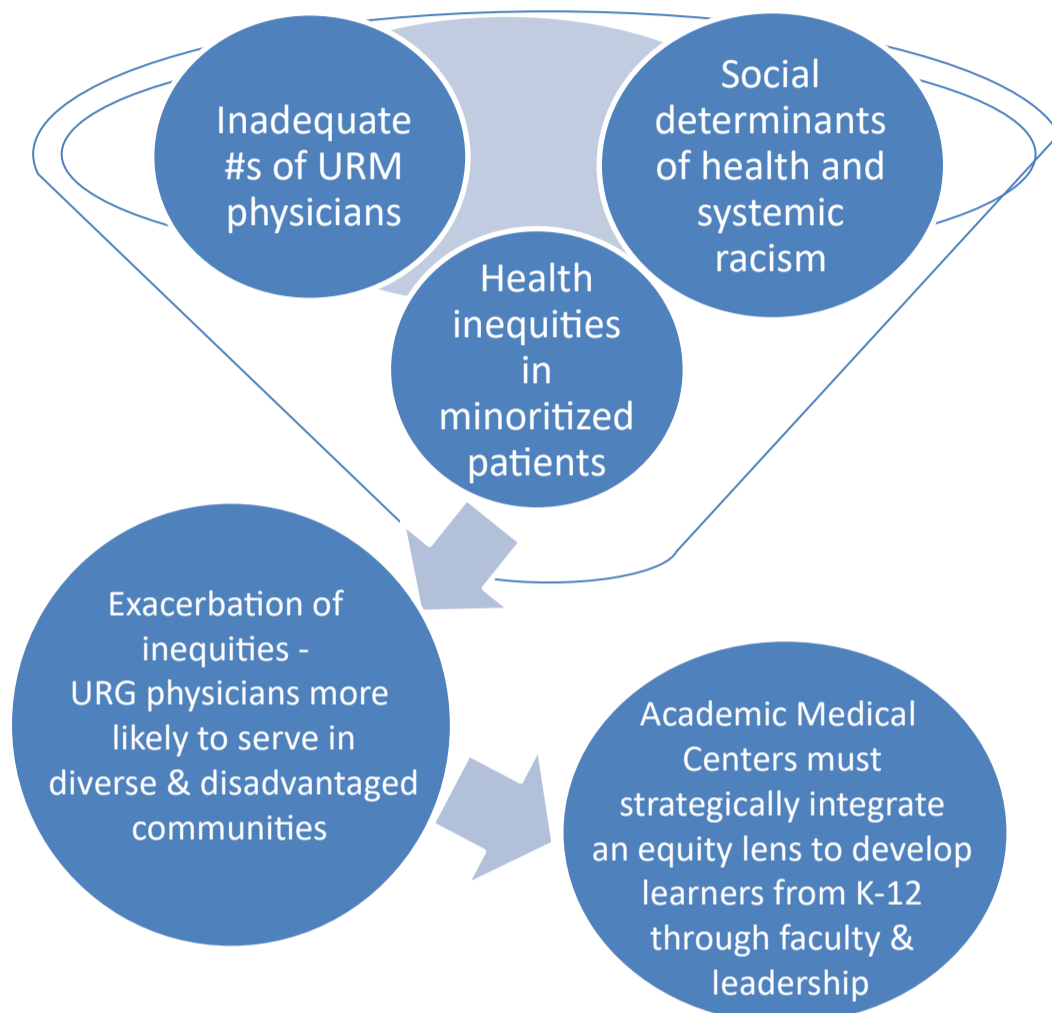 Inadequate
#s of URM
physicians
Social
determinants
of health and
systemic
racism
Health
inequities
in
minoritized
patients
Exacerbation of
inequities -
URG physicians more
likely to serve in
diverse & disadvantaged
communities
Academic Medical
Centers must
strategically integrate
an equity lens to develop
learners from K-12
through faculty &
leadership